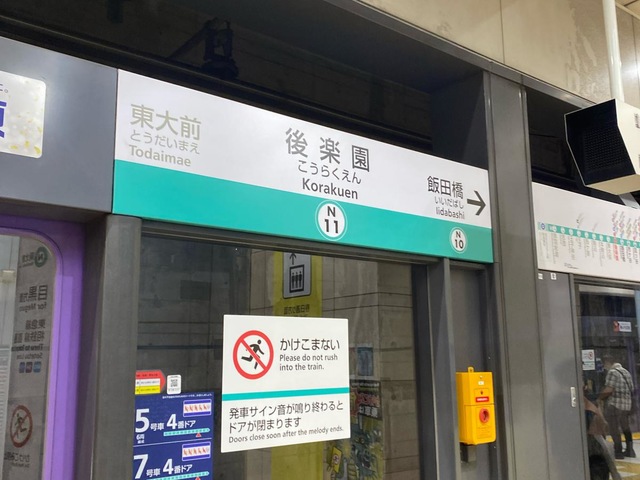 東大前
とうだいまえ
Todaimae
後楽園
こうらくえん
Korakuen
N
11
飯田橋
いいだばし
Iidabashi
N
10
かけこまない
Please do not rush
into the train.
発車サイン音が鳴り終わると
ドアが閉まります
Doors close soon after the melody ends.
5号車 4番ドア
7号車 4番ドア